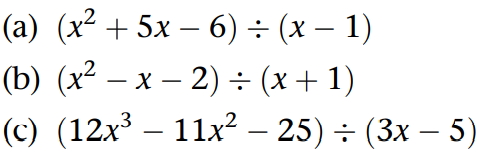 (a) (x² + 5x − 6) ÷ (x − 1)
(b) (x² − x − 2) ÷ (x + 1)
(c) (12x³ − 11x² − 25) ÷ (3x − 5)